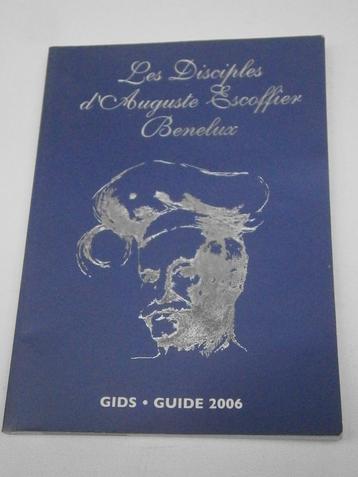 Les Disciples
d'Auguste Escoffier
Benelux
GIDS • GUIDE 2006